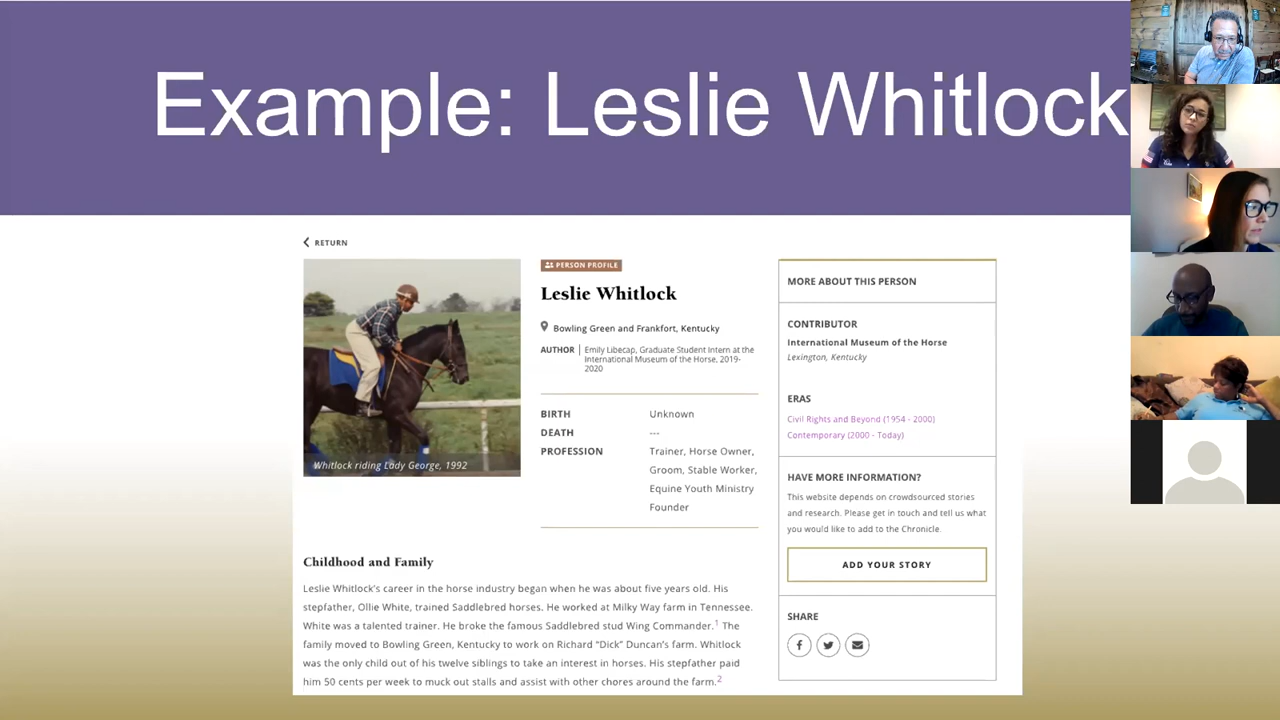 Example: Leslie Whitlock
RETURN
Whitlock riding Lady George, 1992
PERSON PROFILE
Leslie Whitlock
Bowling Green and Frankfort, Kentucky
AUTHOR
Emily Libecap, Graduate Student Intern at the
International Museum of the Horse, 2019-
2020
BIRTH Unknown
DEATH ---
PROFESSION Trainer, Horse Owner,
Groom, Stable Worker,
Equine Youth Ministry
Founder
Childhood and Family
Leslie Whitlock's career in the horse industry began when he was about five years old. His
stepfather, Ollie White, trained Saddlebred horses. He worked at Milky Way farm in Tennessee.
White was a talented trainer. He broke the famous Saddlebred stud Wing Commander.1 The
family moved to Bowling Green, Kentucky to work on Richard "Dick" Duncan's farm. Whitlock
was the only child out of his twelve siblings to take an interest in horses. His stepfather paid
him 50 cents per week to muck out stalls and assist with other chores around the farm.2
MORE ABOUT THIS PERSON
CONTRIBUTOR
International Museum of the Horse
Lexington, Kentucky
ERAS
Civil Rights and Beyond (1954 - 2000)
Contemporary (2000 - Today)
HAVE MORE INFORMATION?
This website depends on crowdsourced stories
and research. Please get in touch and tell us what
you would like to add to the Chronicle.
ADD YOUR STORY
SHARE